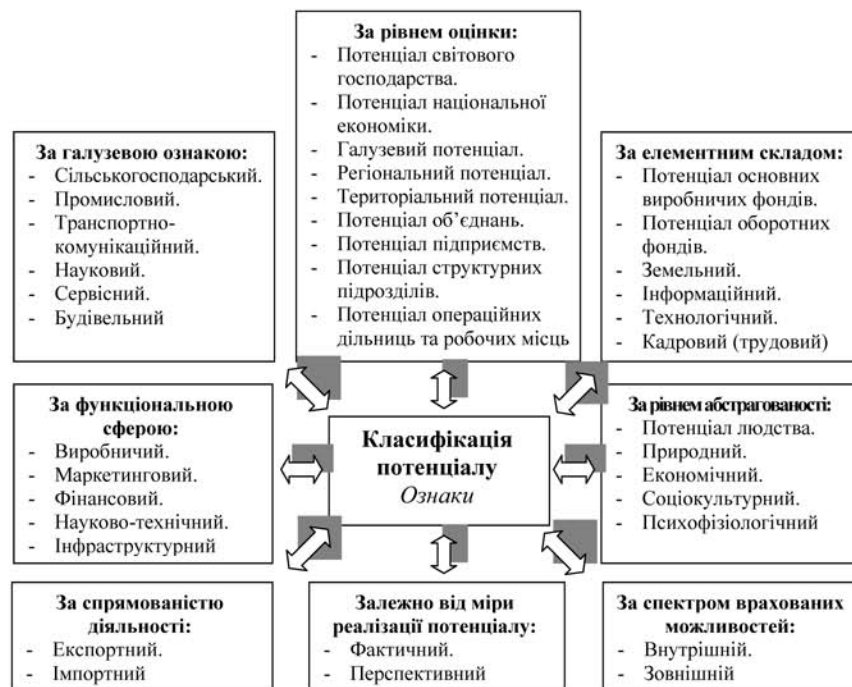 За рівнем оцінки:
- Потенціал світового
господарства.
- Потенціал національної
економіки.
- Галузевий потенціал.
- Регіональний потенціал.
- Територіальний потенціал.
- Потенціал об’єднань.
- Потенціал підприємств.
- Потенціал структурних
підрозділів.
- Потенціал операційних
дільниць та робочих місць
За галузевою ознакою:
- Сільськогосподарський.
- Промисловий.
- Транспортно-
комунікаційний.
- Науковий.
- Сервісний.
- Будівельний
За елементним складом:
- Потенціал основних
виробничих фондів.
- Потенціал оборотних
фондів.
- Земельний.
- Інформаційний.
- Технологічний.
- Кадровий (трудовий)
За функціональною
сферою:
- Виробничий.
- Маркетинговий.
- Фінансовий.
- Науково-технічний.
- Інфраструктурний
Класифікація
потенціалу
Ознаки
За рівнем абстрагованості:
- Потенціал людства.
- Природний.
- Економічний.
- Соціокультурний.
- Психофізіологічний
За спрямованістю
діяльності:
- Експортний.
- Імпортний
Залежно від міри
реалізації потенціалу:
- Фактичний.
- Перспективний
За спектром врахованих
можливостей:
- Внутрішній.
- Зовнішній